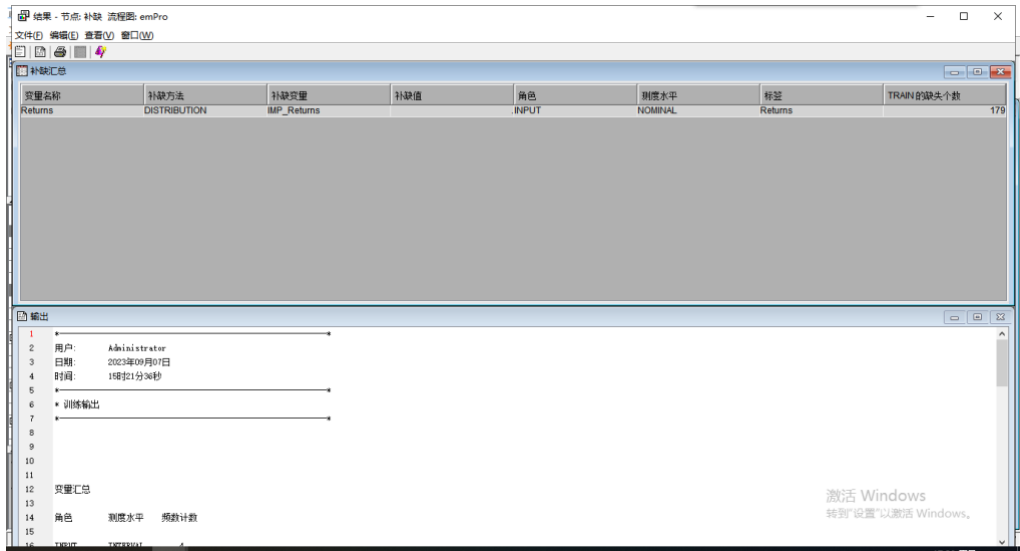 结果 - 节点: 补缺 流程图: emPro
文件(F) 编辑(E) 查看(V) 窗口(W)
补缺汇总
变量名称 补缺方法 补缺变量 补缺值 角色 测度水平 标签 TRAIN 的缺失个数
Returns DISTRIBUTION IMP_Returns .INPUT NOMINAL Returns 179
输出
1 *
2 用户: Administrator
3 日期: 2023年09月07日
4 时间: 15时21分36秒
5 *
6 * 训练输出
7 *
8
9
10
11
12 变量汇总
13
14 角色 测度水平 频数计数
15
16 INPUT INTERVAL 4
激活 Windows
转到"设置"以激活 Windows。